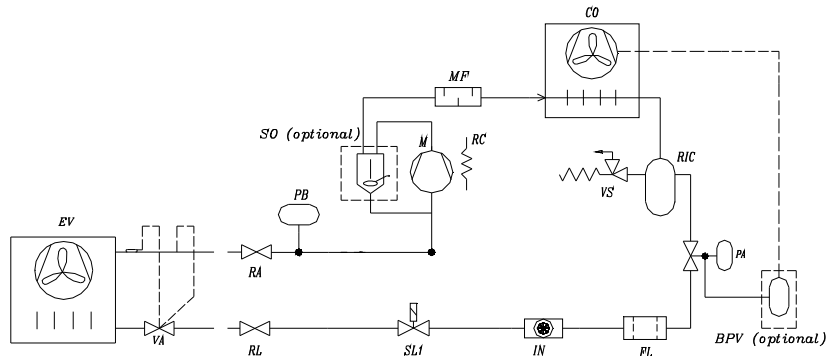 CO
MF
SO (optional)
M
RC
RIC
VS
PB
EV
RA
PA
VA
RL
SL1
IN
FL
BPV (optional)